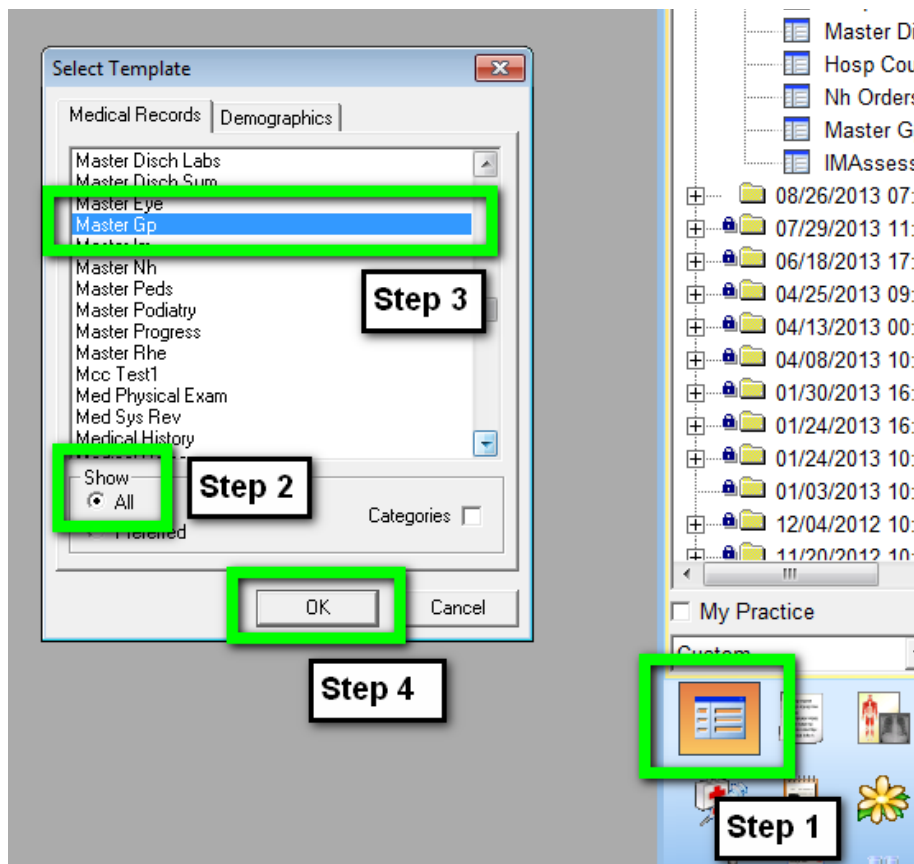 Select Template
Medical Records
Demographics
Master Disch Labs
Master Disch Sum
Master Eye
Master Gp
Master Nh
Master Peds
Master Podiatry
Master Progress
Master Rhe
Mcc Test1
Med Physical Exam
Med Sys Rev
Medical History
Step 3
Show
All
Preferred
Step 2
Categories
OK
Cancel
Step 4
Master Di
Hosp Cou
Nh Orders
Master G
IMAssess
08/26/2013 07:
07/29/2013 11:
06/18/2013 17:
04/25/2013 09:
04/13/2013 00:
04/08/2013 10:
01/30/2013 16:
01/24/2013 16:
01/24/2013 10:
01/03/2013 10:
12/04/2012 10:
11/20/2012 10:
My Practice
Custom
Step 1